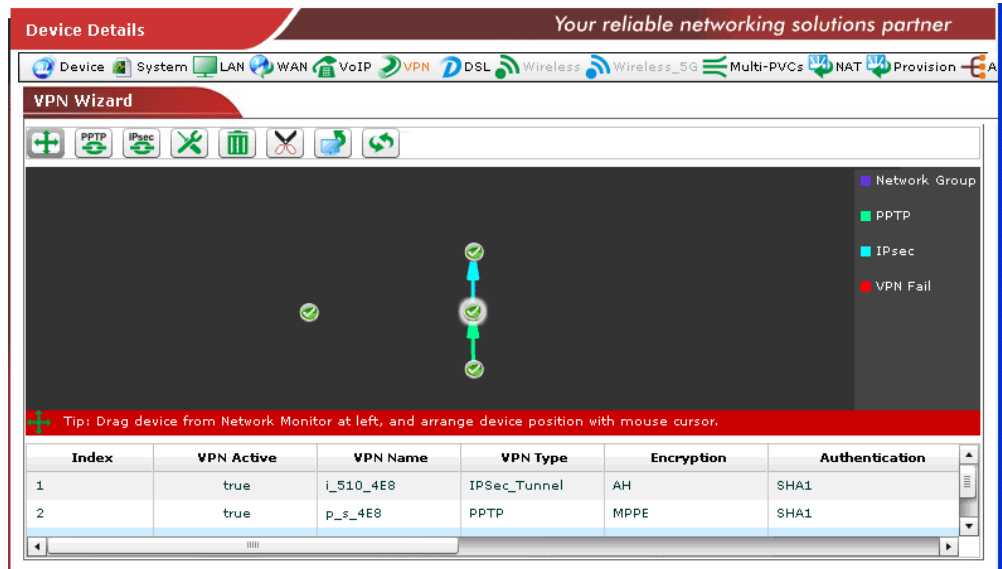 Device Details
Your reliable networking solutions partner
Device System LAN WAN VoIP VPN DSL Wireless Wireless_5G Multi-PVCs NAT Provision A
VPN Wizard
PPTP IPsec
Network Group
PPTP
IPsec
VPN Fail
Tip: Drag device from Network Monitor at left, and arrange device position with mouse cursor.
Index VPN Active VPN Name VPN Type Encryption Authentication
1 true i_510_4E8 IPSec_Tunnel AH SHA1
2 true p_s_4E8 PPTP MPPE SHA1